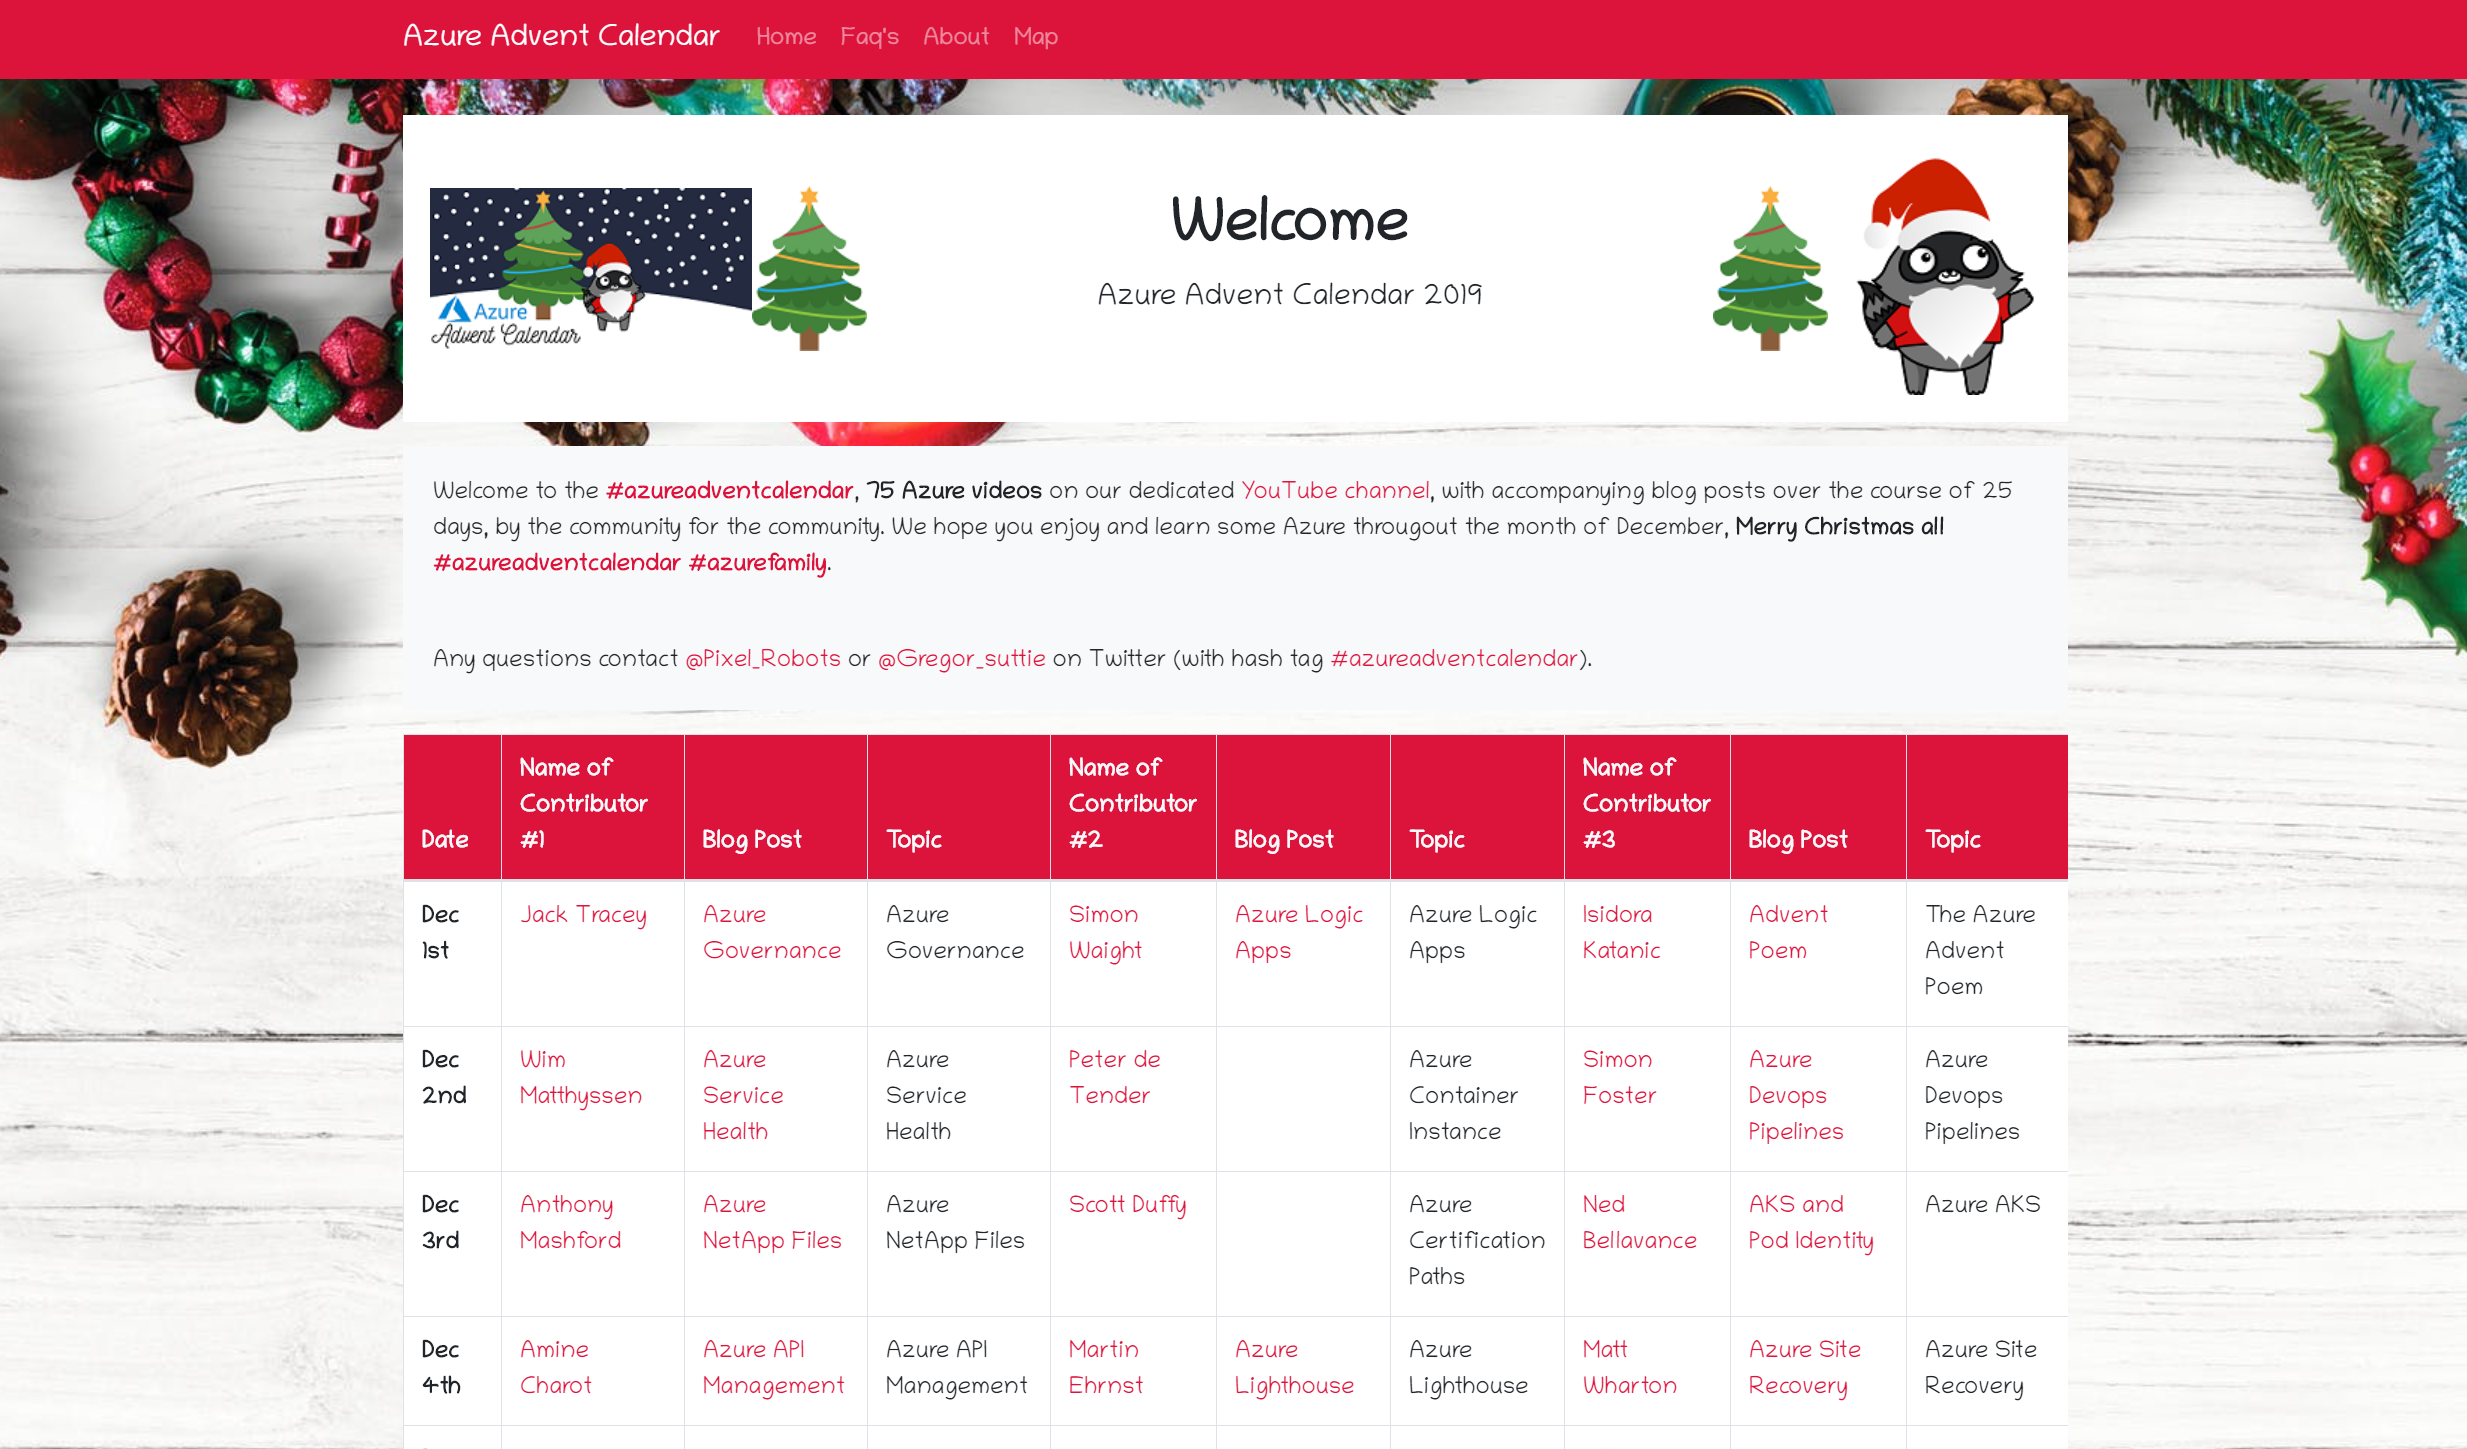 Azure Advent Calendar Home Faq's About Map
Azure
Advent Calendar
Welcome
Azure Advent Calendar 2019
Welcome to the #azureadventcalendar, 75 Azure videos on our dedicated YouTube channel, with accompanying blog posts over the course of 25
days, by the community for the community. We hope you enjoy and learn some Azure througout the month of December, Merry Christmas all
#azureadventcalendar #azurefamily.
Any questions contact @Pixel_Robots or @Gregor_suttie on Twitter (with hash tag #azureadventcalendar).
Date
Name of
Contributor
#1
Blog Post
Topic
Name of
Contributor
#2
Blog Post
Topic
Name of
Contributor
#3
Blog Post
Topic
Dec
1st
Jack Tracey
Azure
Governance
Azure
Governance
Simon
Waight
Azure Logic
Apps
Azure Logic
Apps
Isidora
Katanic
Advent
Poem
The Azure
Advent
Poem
Dec
2nd
Wim
Matthyssen
Azure
Service
Health
Azure
Service
Health
Peter de
Tender
Azure
Container
Instance
Simon
Foster
Azure
Devops
Pipelines
Azure
Devops
Pipelines
Dec
3rd
Anthony
Mashford
Azure
NetApp Files
Azure
NetApp Files
Scott Duffy
Azure
Certification
Paths
Ned
Bellavance
AKS and
Pod Identity
Azure AKS
Dec
4th
Amine
Charot
Azure API
Management
Azure API
Management
Martin
Ehrnst
Azure
Lighthouse
Azure
Lighthouse
Matt
Wharton
Azure Site
Recovery
Azure Site
Recovery